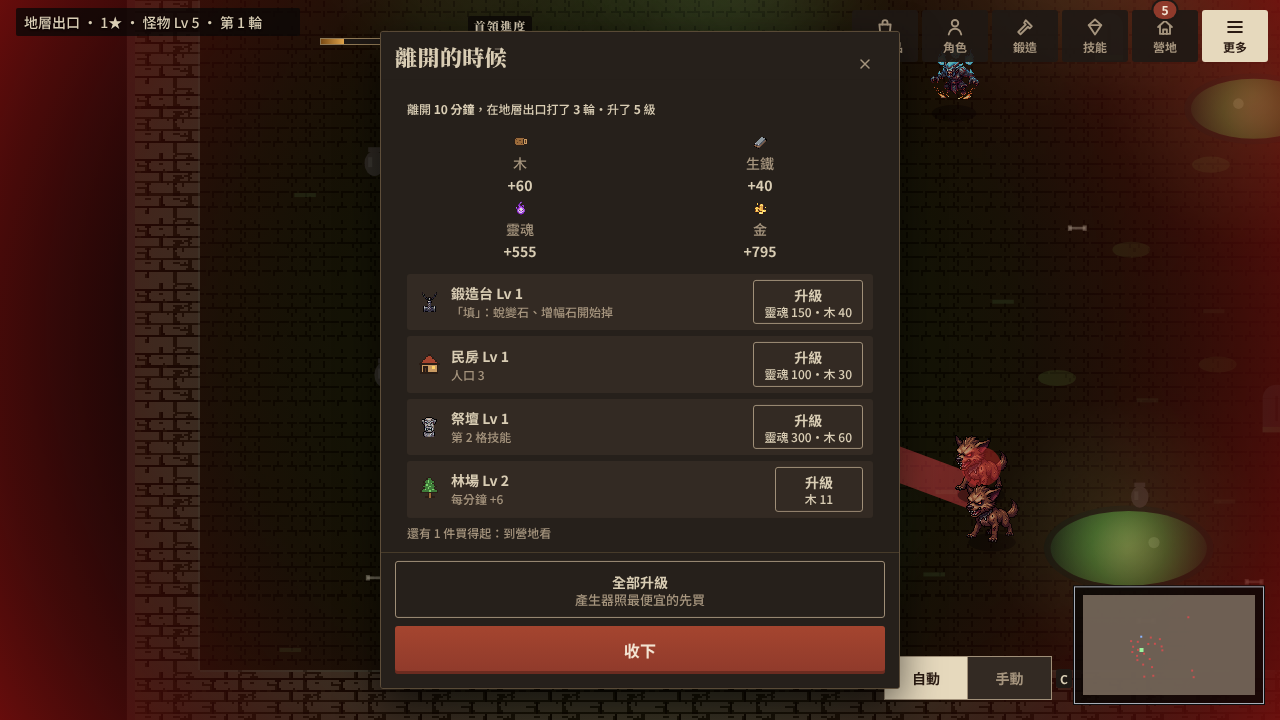 地層出口 · 1★ · 怪物 Lv 5 · 第 1 輪
首領進度
5
角色
鍛造
技能
營地
更多
離開的時候
離開 10 分鐘，在地層出口打了 3 輪·升了 5 級
木
+60
生鐵
+40
靈魂
+555
金
+795
鍛造台 Lv 1
「填」：蛻變石、增幅石開始掉
升級
靈魂 150·木 40
民房 Lv 1
人口 3
升級
靈魂 100·木 30
祭壇 Lv 1
第 2 格技能
升級
靈魂 300·木 60
林場 Lv 2
每分鐘 +6
升級
木 11
還有 1 件買得起：到營地看
全部升級
產生器照最便宜的先買
收下
自動
手動
C